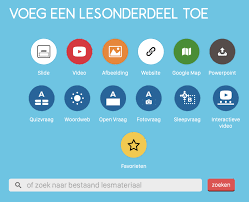 VOEG EEN LESONDERDEEL TOE
Slide Video Afbeelding Website Google Map Powerpoint
A A A
Quizvraag Woordweb Open Vraag Fotovraag Sleepvraag Interactieve video
Favorieten
of zoek naar bestaand lesmateriaal zoeken